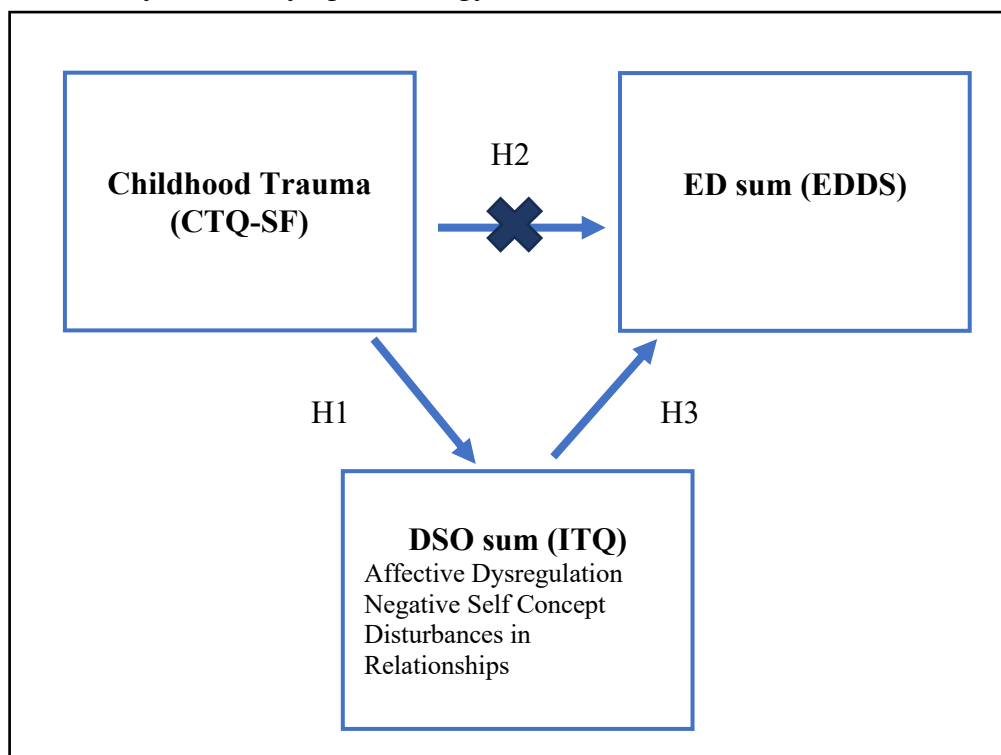 Childhood Trauma
(CTQ-SF)
H2
ED sum (EDDS)
H1
H3
DSO sum (ITQ)
Affective Dysregulation
Negative Self Concept
Disturbances in
Relationships